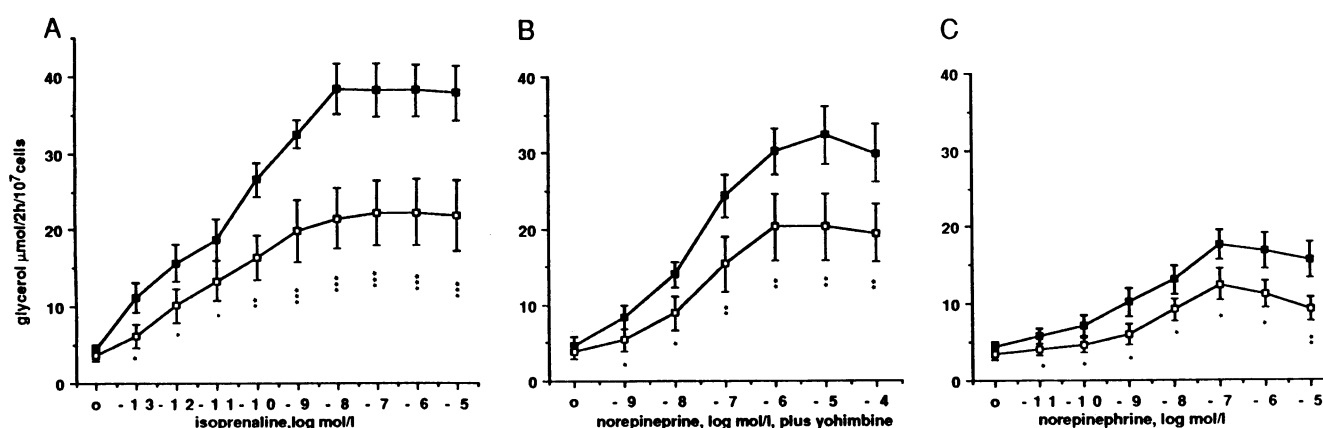 A
B
C
glycerol µmol/2h/10⁷cells
40
30
20
10
0
o -13-12-11-10 -9 -8 -7 -6 -5
isoprenaline,log mol/l
40
30
20
10
0
o -9 -8 -7 -6 -5 -4
norepineprine, log mol/l, plus yohimbine
40
30
20
10
0
o -11 -10 -9 -8 -7 -6 -5
norepinephrine, log mol/l